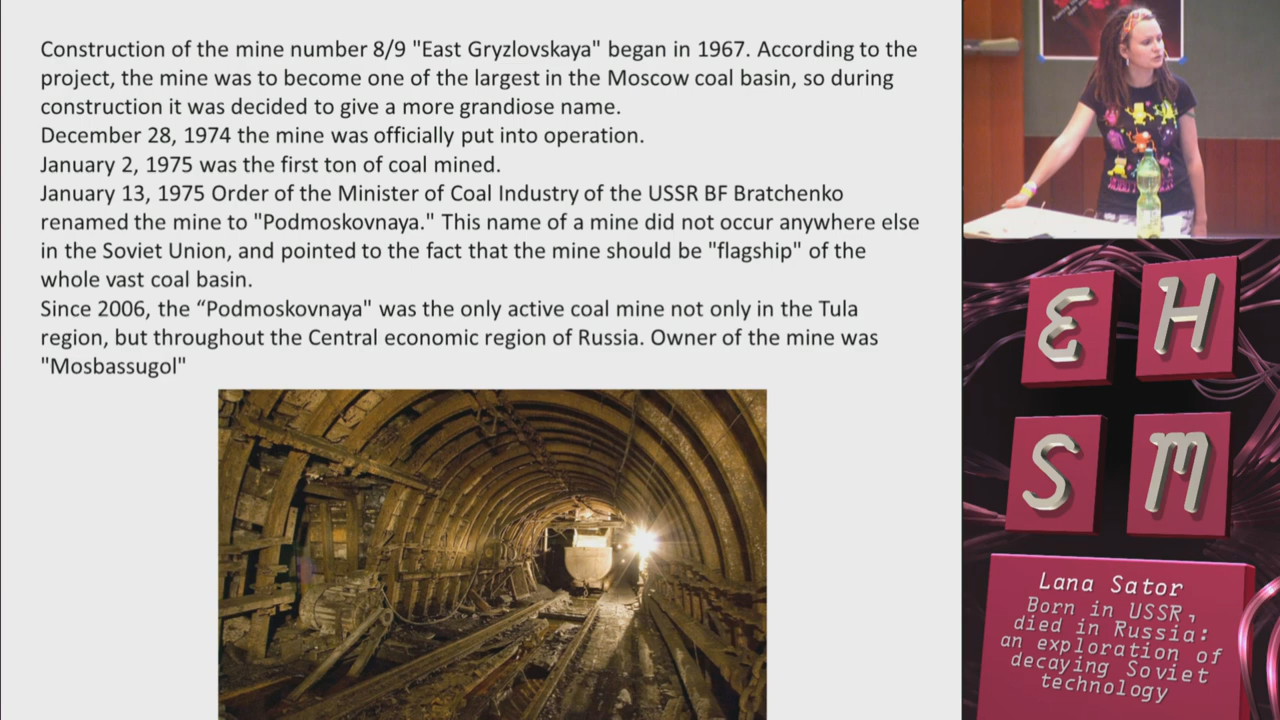 Construction of the mine number 8/9 "East Gryzlovskaya" began in 1967. According to the
project, the mine was to become one of the largest in the Moscow coal basin, so during
construction it was decided to give a more grandiose name.
December 28, 1974 the mine was officially put into operation.
January 2, 1975 was the first ton of coal mined.
January 13, 1975 Order of the Minister of Coal Industry of the USSR BF Bratchenko
renamed the mine to "Podmoskovnaya." This name of a mine did not occur anywhere else
in the Soviet Union, and pointed to the fact that the mine should be "flagship" of the
whole vast coal basin.
Since 2006, the “Podmoskovnaya" was the only active coal mine not only in the Tula
region, but throughout the Central economic region of Russia. Owner of the mine was
"Mosbassugol"
E H
S M
Lana Sator
Born in USSR,
died in Russia:
an exploration of
decaying Soviet
technology